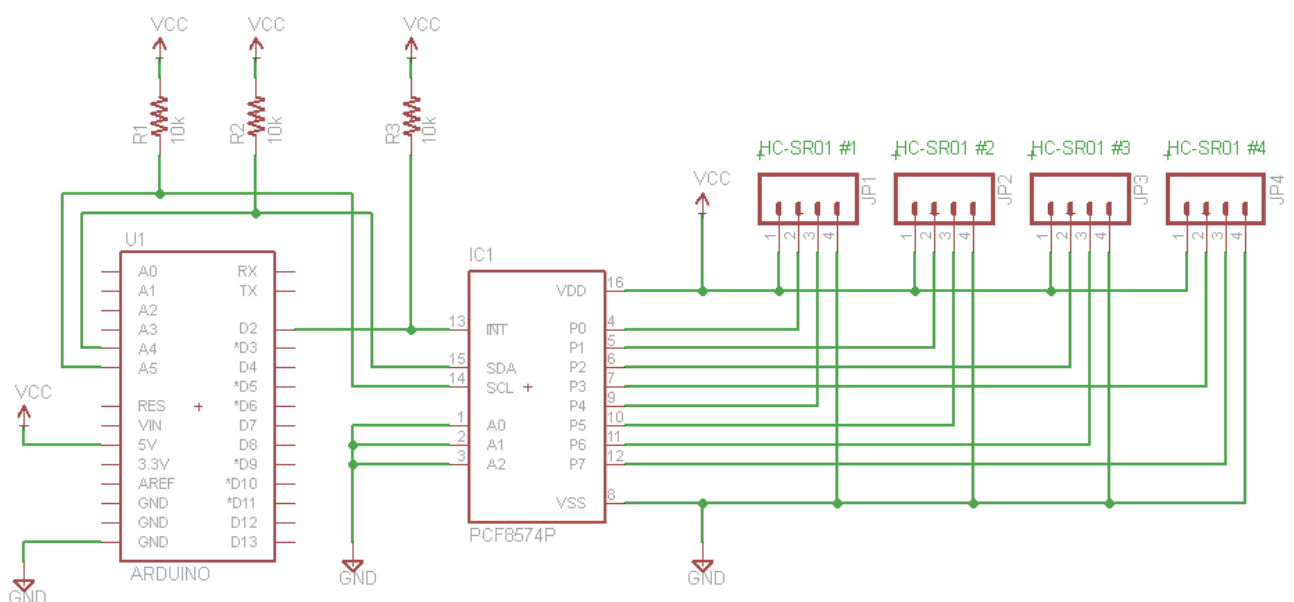 VCC
VCC
VCC
R1
10k
R2
10k
R3
10k
HC-SR01 #1
HC-SR01 #2
HC-SR01 #3
HC-SR01 #4
JP1
JP2
JP3
JP4
VCC
1 2 3 4
1 2 3 4
1 2 3 4
1 2 3 4
U1
A0 RX
A1 TX
A2
A3 D2
A4 *D3
A5 D4
*D5
RES *D6
VIN D7
5V D8
3.3V *D9
AREF *D10
GND *D11
GND D12
GND D13
ARDUINO
VCC
GND
IC1
VDD 16
13 INT P0 4
P1 5
15 SDA P2 6
14 SCL P3 7
P4 9
1 A0 P5 10
2 A1 P6 11
3 A2 P7 12
VSS 8
PCF8574P
GND
GND